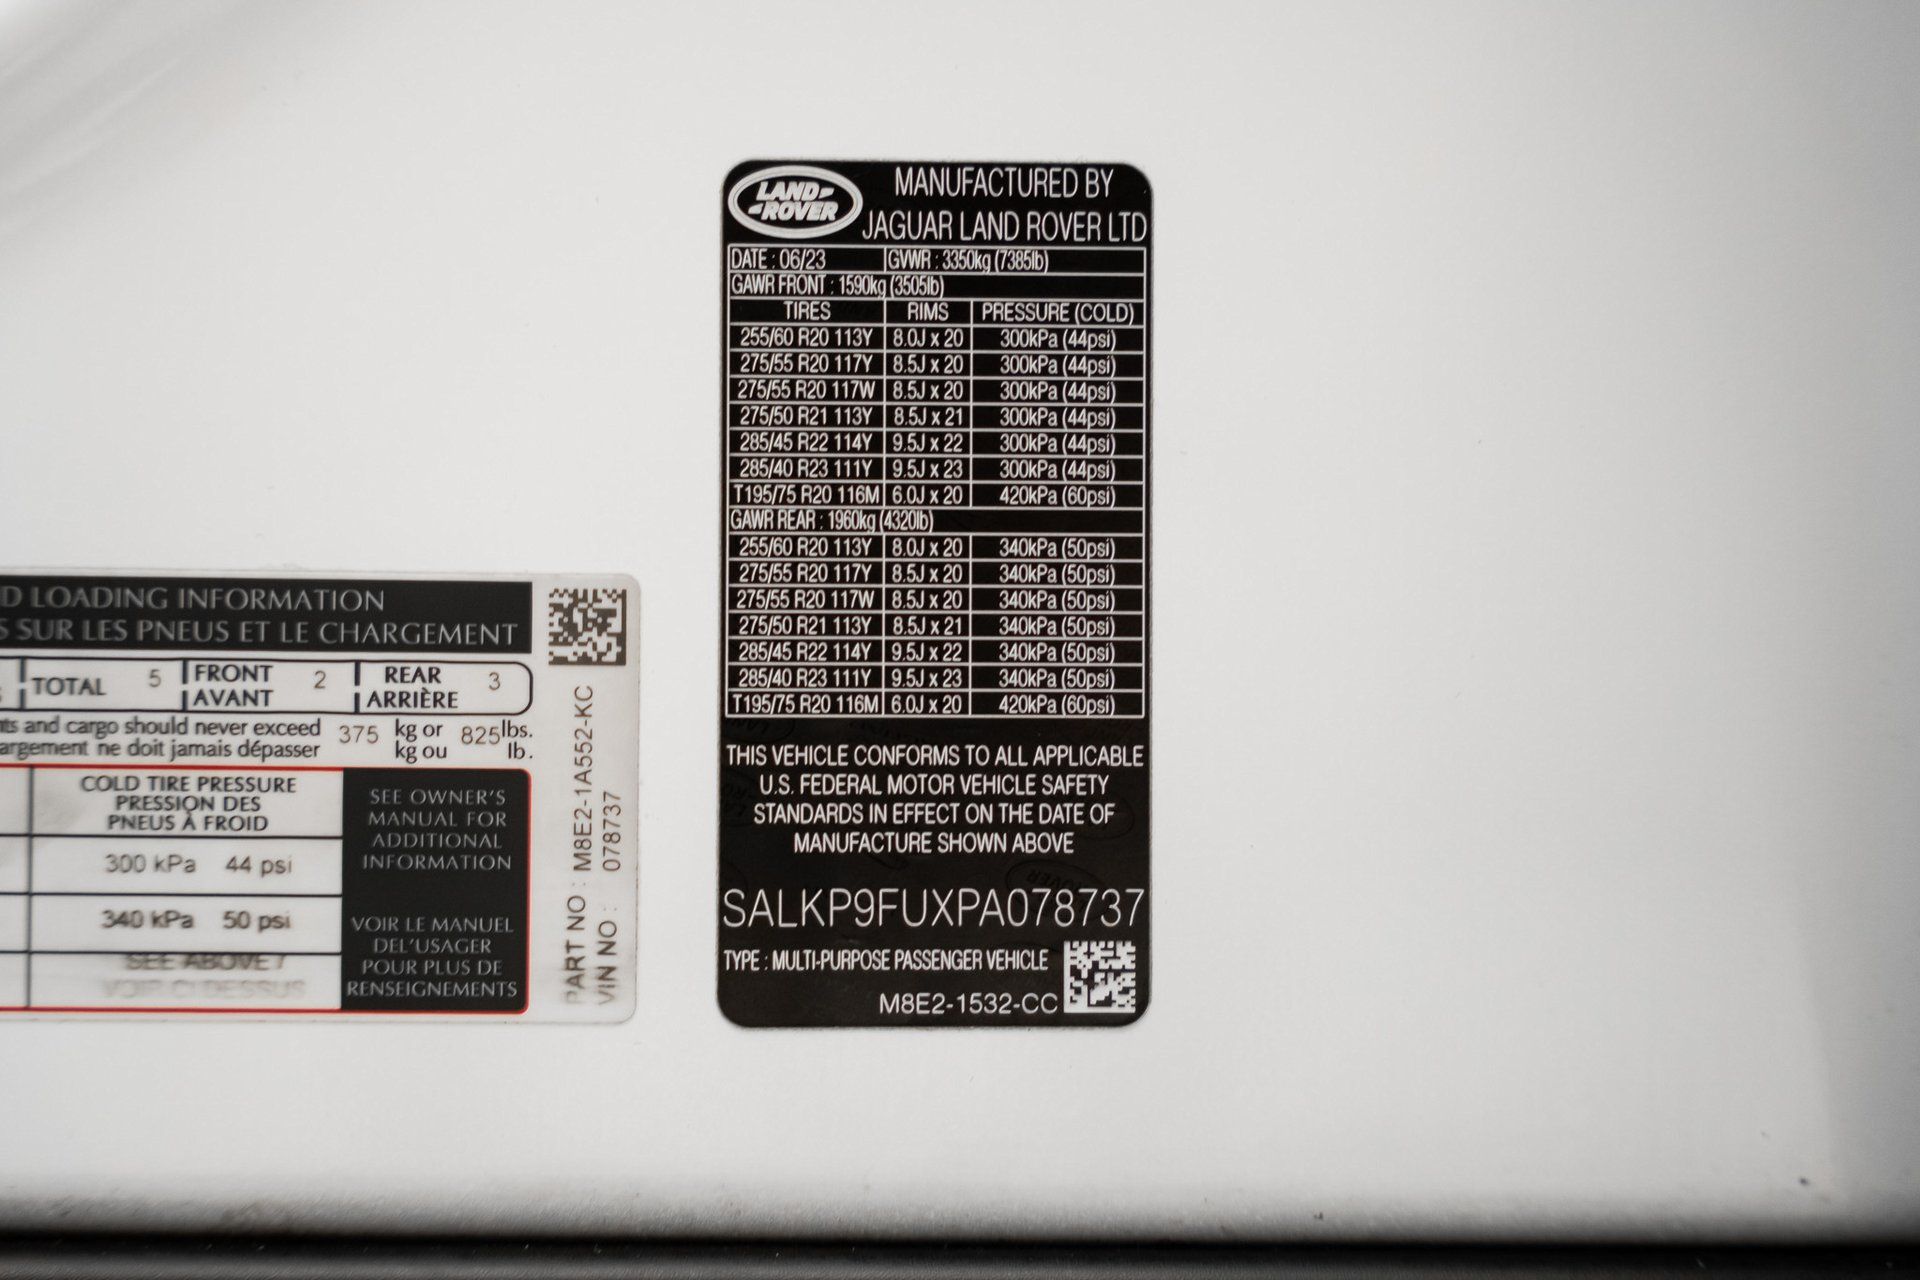 LAND-
-ROVER
MANUFACTURED BY
JAGUAR LAND ROVER LTD
DATE : 06/23 GVWR : 3350kg (7385lb)
GAWR FRONT : 1590kg (3505lb)
TIRES RIMS PRESSURE (COLD)
255/60 R20 113Y 8.0J x 20 300kPa (44psi)
275/55 R20 117Y 8.5J x 20 300kPa (44psi)
275/55 R20 117W 8.5J x 20 300kPa (44psi)
275/50 R21 113Y 8.5J x 21 300kPa (44psi)
285/45 R22 114Y 9.5J x 22 300kPa (44psi)
285/40 R23 111Y 9.5J x 23 300kPa (44psi)
T195/75 R20 116M 6.0J x 20 420kPa (60psi)
GAWR REAR : 1960kg (4320lb)
255/60 R20 113Y 8.0J x 20 340kPa (50psi)
275/55 R20 117Y 8.5J x 20 340kPa (50psi)
275/55 R20 117W 8.5J x 20 340kPa (50psi)
275/50 R21 113Y 8.5J x 21 340kPa (50psi)
285/45 R22 114Y 9.5J x 22 340kPa (50psi)
285/40 R23 111Y 9.5J x 23 340kPa (50psi)
T195/75 R20 116M 6.0J x 20 420kPa (60psi)
THIS VEHICLE CONFORMS TO ALL APPLICABLE
U.S. FEDERAL MOTOR VEHICLE SAFETY
STANDARDS IN EFFECT ON THE DATE OF
MANUFACTURE SHOWN ABOVE
SALKP9FUXPA078737
TYPE : MULTI-PURPOSE PASSENGER VEHICLE
M8E2-1532-CC
D LOADING INFORMATION
S SUR LES PNEUS ET LE CHARGEMENT
TOTAL 5 FRONT 2 REAR 3
AVANT ARRIÈRE
ts and cargo should never exceed 375 kg or 825 lbs.
argement ne doit jamais dépasser kg ou lb.
COLD TIRE PRESSURE
PRESSION DES
PNEUS À FROID
300 kPa 44 psi
340 kPa 50 psi
SEE ABOVE /
VOIR CI DESSUS
SEE OWNER'S
MANUAL FOR
ADDITIONAL
INFORMATION
VOIR LE MANUEL
DEL'USAGER
POUR PLUS DE
RENSEIGNEMENTS
PART NO : M8E2-1A552-KC
VIN NO : 078737